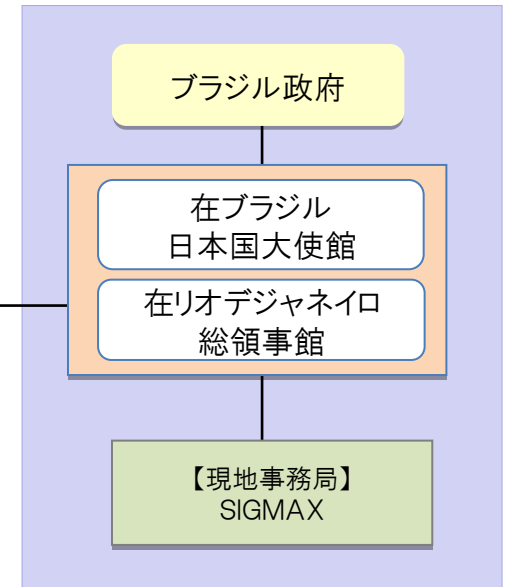 ブラジル政府
在ブラジル
日本国大使館
在リオデジャネイロ
総領事館
【現地事務局】
SIGMAX